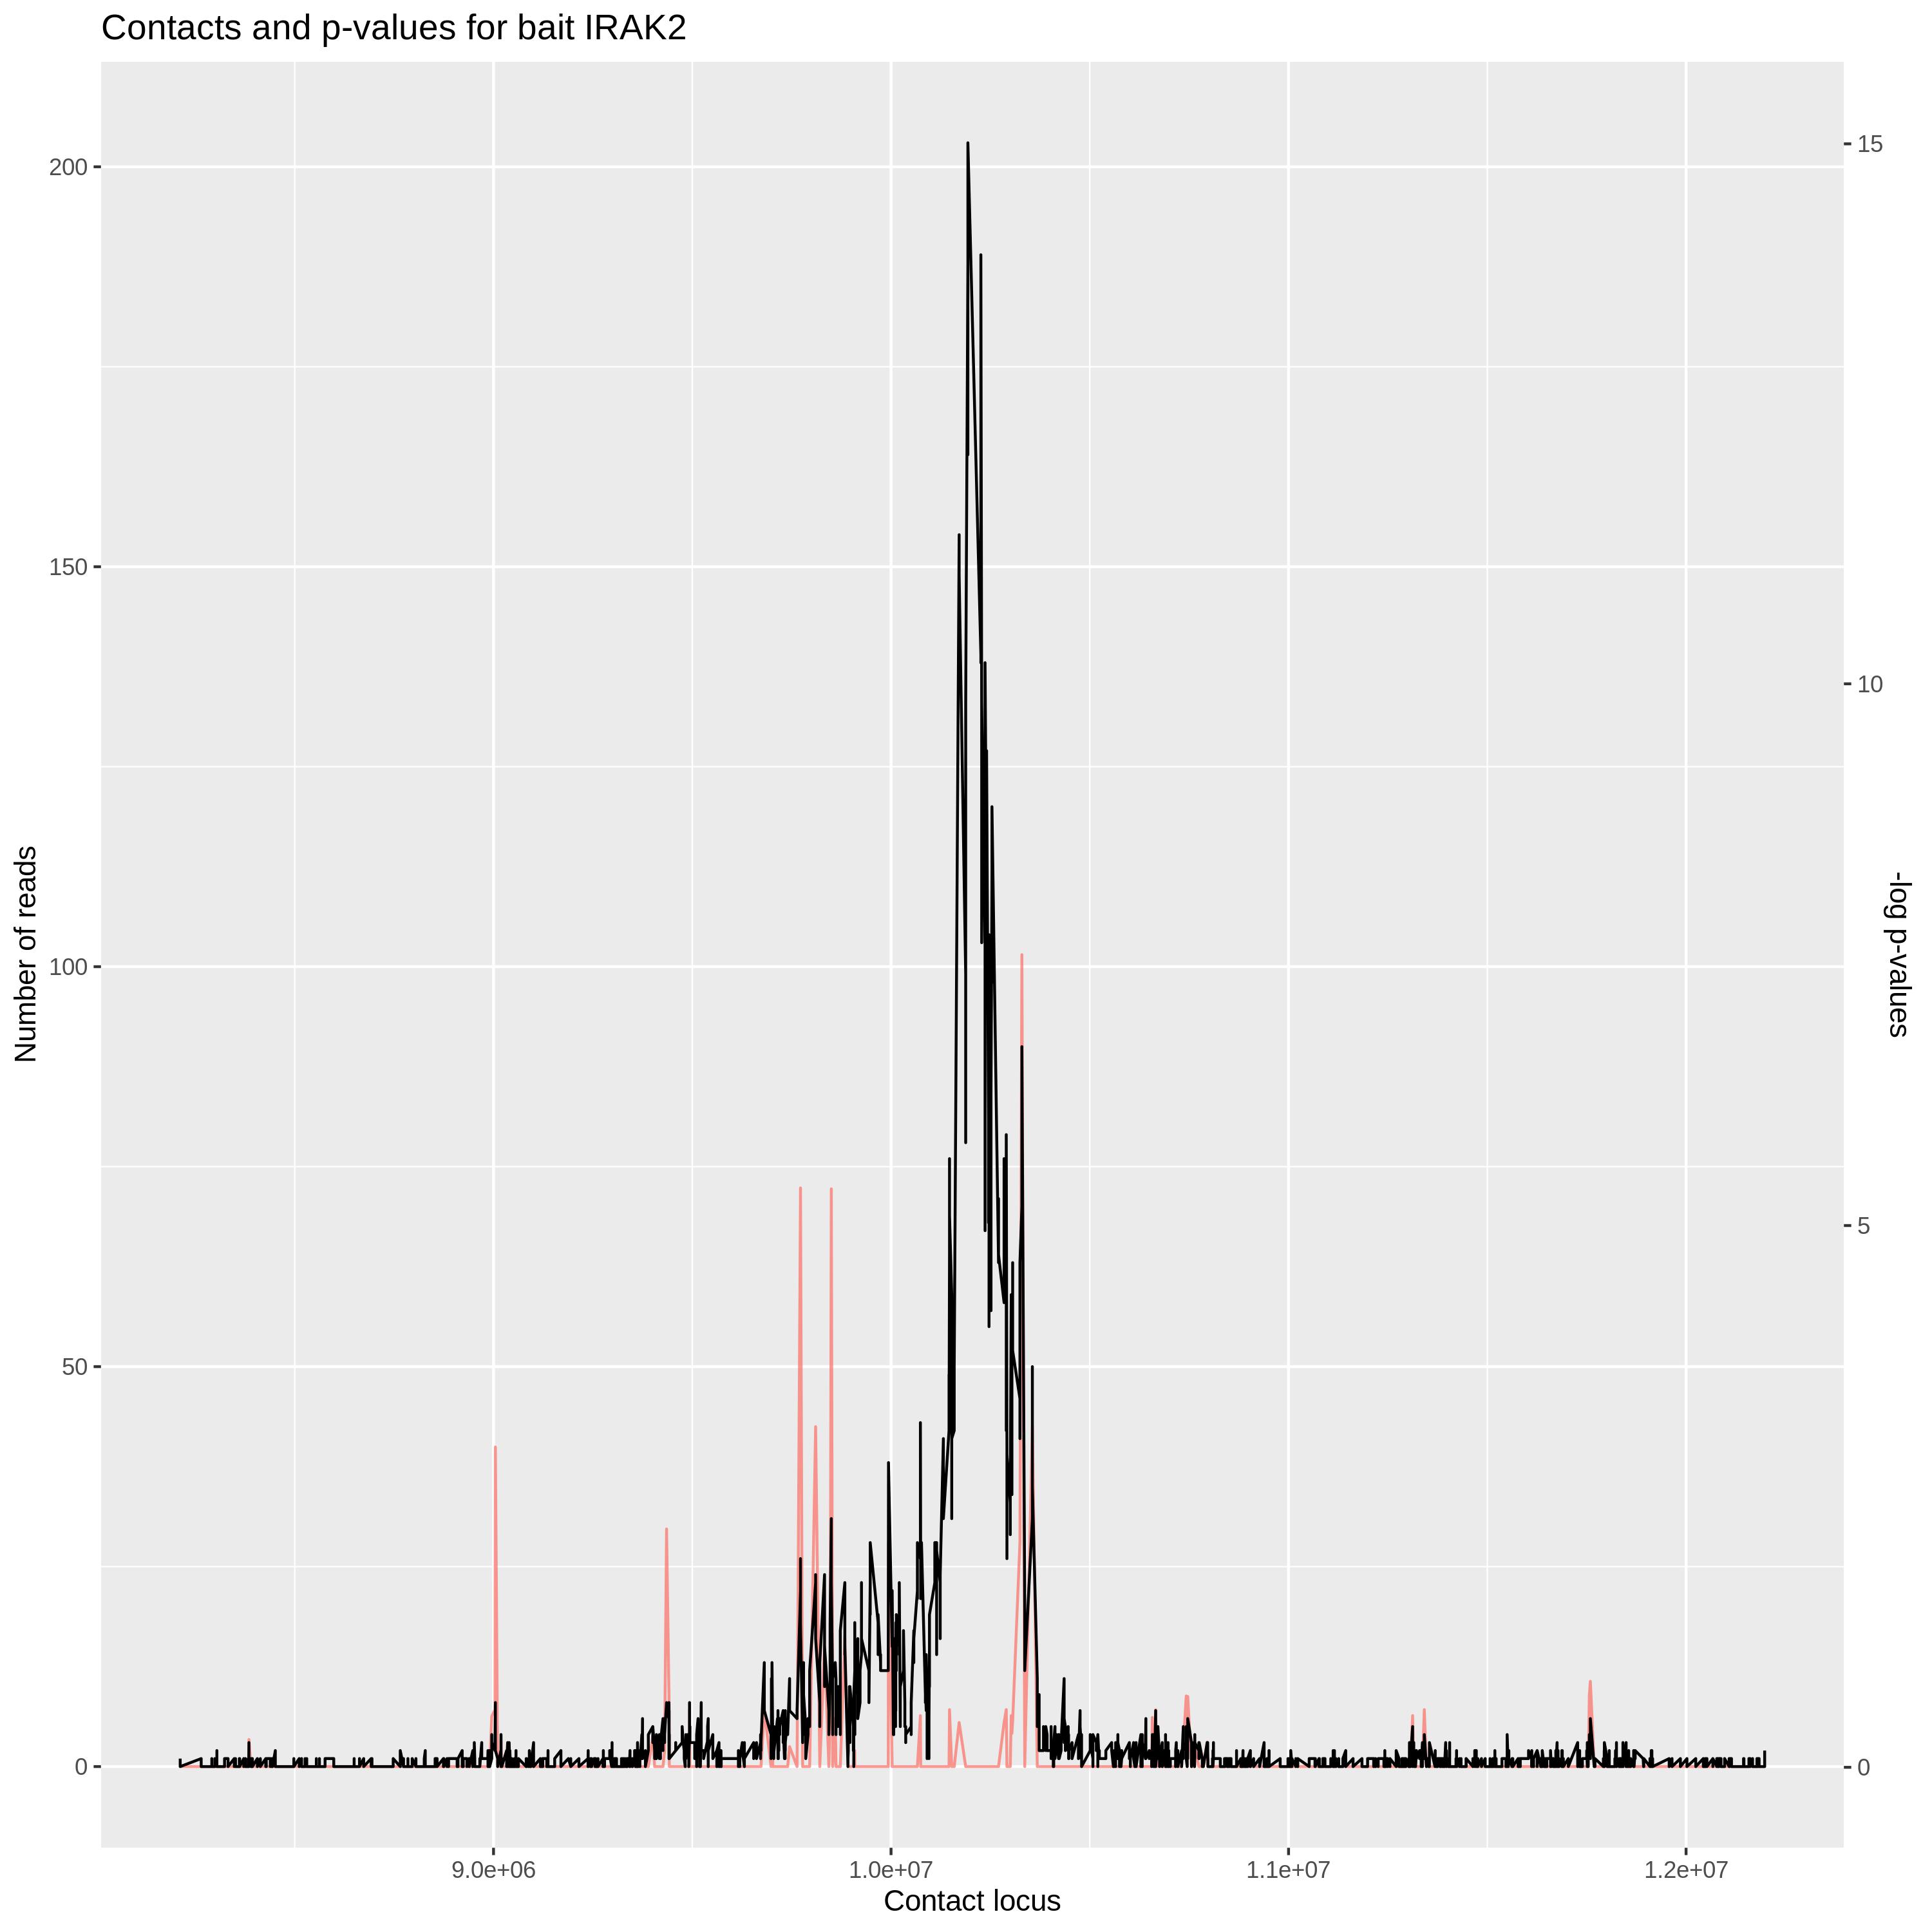 Contacts and p-values for bait IRAK2
200
150
100
50
0
Number of reads
15
10
5
0
-log p-values
9.0e+06
1.0e+07
1.1e+07
1.2e+07
Contact locus